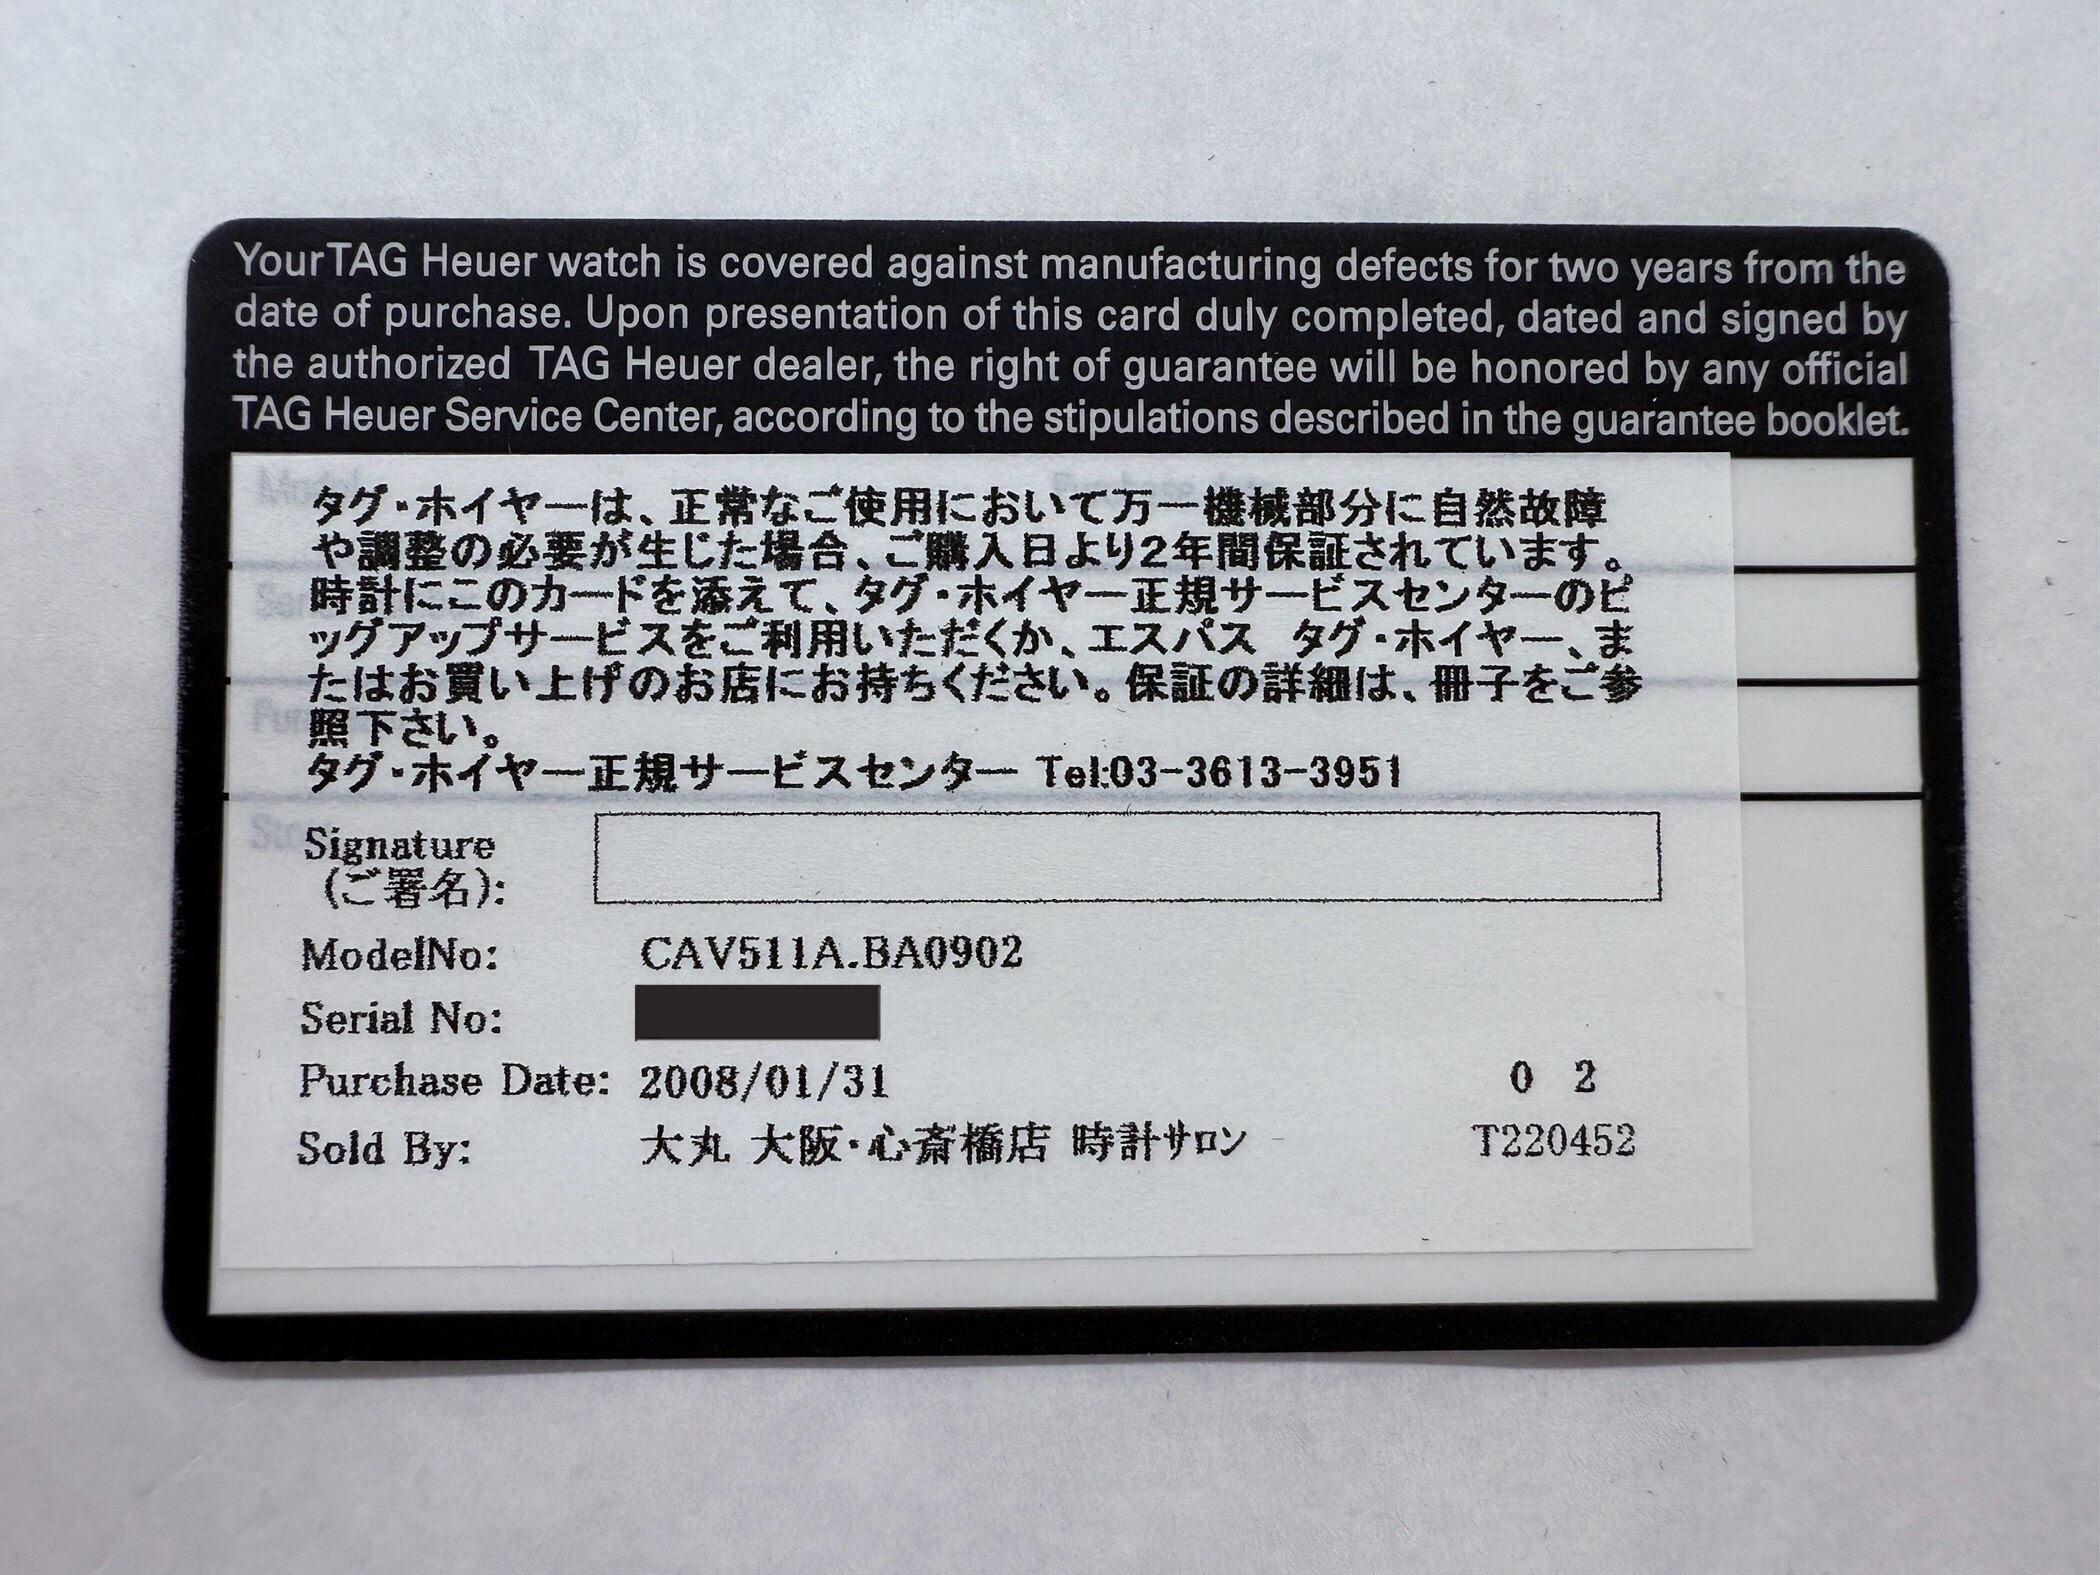 Your TAG Heuer watch is covered against manufacturing defects for two years from the
date of purchase. Upon presentation of this card duly completed, dated and signed by
the authorized TAG Heuer dealer, the right of guarantee will be honored by any official
TAG Heuer Service Center, according to the stipulations described in the guarantee booklet.
タグ・ホイヤーは、正常なご使用において万一機械部分に自然故障
や調整の必要が生じた場合、ご購入日より2年間保証されています。
時計にこのカードを添えて、タグ・ホイヤー正規サービスセンターのピ
ッグアップサービスをご利用いただくか、エスパス タグ・ホイヤー、ま
たはお買い上げのお店にお持ちください。保証の詳細は、冊子をご参
照下さい。
タグ・ホイヤー正規サービスセンター Tel:03-3613-3951
Signature
(ご署名):
ModelNo: CAV511A.BA0902
Serial No:
Purchase Date: 2008/01/31 0 2
Sold By: 大丸 大阪・心斎橋店 時計ｻﾛﾝ T220452